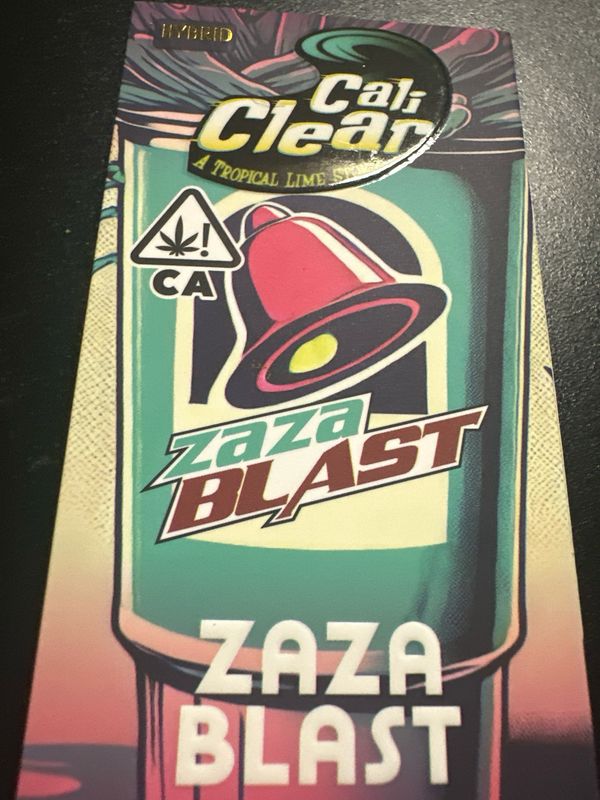 HYBRID
Cali
Clear
A TROPICAL LIME
!
CA
zaza
BLAST
ZAZA
BLAST